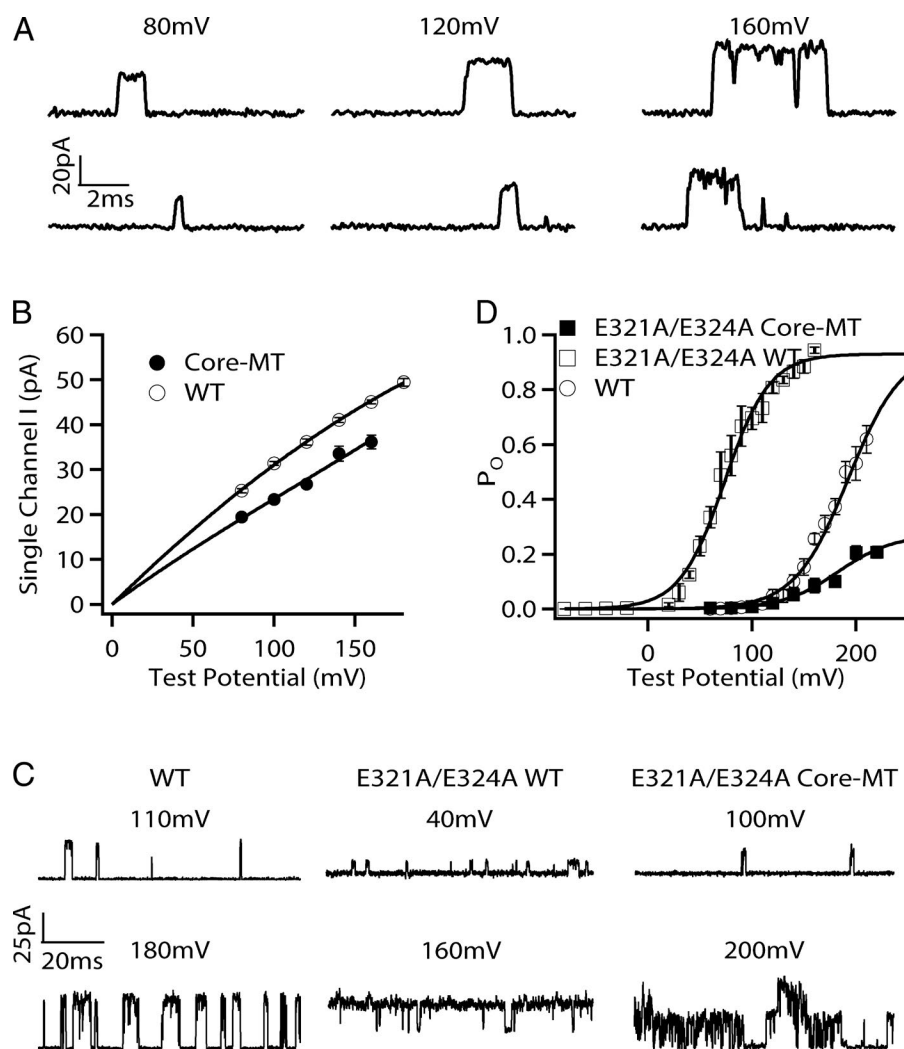 A
80mV 120mV 160mV
20pA
2ms
B
60
50
40
30
20
10
0
Single Channel I (pA)
Core-MT
WT
0 50 100 150
Test Potential (mV)
D
E321A/E324A Core-MT
E321A/E324A WT
WT
1.0
0.8
0.6
0.4
0.2
0.0
PO
0 100 200
Test Potential (mV)
C
WT E321A/E324A WT E321A/E324A Core-MT
110mV 40mV 100mV
25pA
20ms
180mV 160mV 200mV